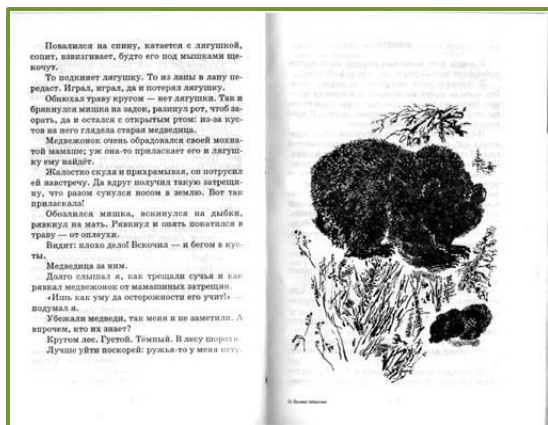 Повалился на спину, катается с лягушкой,
сопит, взвизгивает, будто его под мышками ще-
кочут.
То подкинет лягушку. То из лапы в лапу пе-
редаст. Играл, играл, да и потерял лягушку.
Обнюхал траву кругом — нет лягушки. Так и
брякнулся мишка на задок, разинул рот, чтоб за-
орать, да и остался с открытым ртом: из-за кус-
тов на него глядела старая медведица.
Медвежонок очень обрадовался своей мохна-
той мамаше; уж она-то приласкает его и лягуш-
ку ему найдёт.
Жалостно скуля и прихрамывая, он потрусил
ей навстречу. Да вдруг получил такую затрещи-
ну, что разом сунулся носом в землю. Вот так
приласкала!
Обозлился мишка, вскинулся на дыбки,
рявкнул на мать. Рявкнул и опять покатился в
траву — от оплеухи.
Видит: плохо дело! Вскочил — и бегом в кус-
ты.
Медведица за ним.
Долго слышал я, как трещали сучья и как
рявкал медвежонок от мамашиных затрещин.
«Ишь как уму да осторожности его учит!» —
подумал я.
Убежали медведи, так меня и не заметили. А
впрочем, кто их знает?
Кругом лес. Густой. Тёмный. В лесу шорохи.
Лучше уйти поскорей: ружья-то у меня нету.